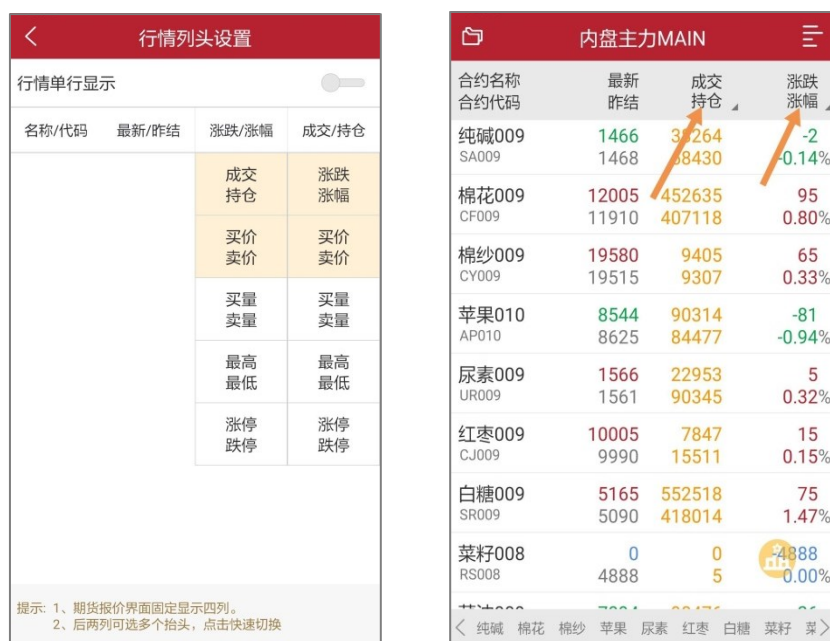 行情列头设置
行情单行显示
名称/代码 最新/昨结 涨跌/涨幅 成交/持仓
成交 涨跌
持仓 涨幅
买价 买价
卖价 卖价
买量 买量
卖量 卖量
最高 最高
最低 最低
涨停 涨停
跌停 跌停
提示: 1、期货报价界面固定显示四列。
2、后两列可选多个抬头，点击快速切换
内盘主力MAIN
合约名称 最新 成交 涨跌
合约代码 昨结 持仓 涨幅
纯碱009 1466 -2
SA009 1468 -0.14%
棉花009 12005 452635 95
CF009 11910 407118 0.80%
棉纱009 19580 9405 65
CY009 19515 9307 0.33%
苹果010 8544 90314 -81
AP010 8625 84477 -0.94%
尿素009 1566 22953 5
UR009 1561 90345 0.32%
红枣009 10005 7847 15
CJ009 9990 15511 0.15%
白糖009 5165 552518 75
SR009 5090 418014 1.47%
菜籽008 0 0 -4888
RS008 4888 5 0.00%
纯碱 棉花 棉纱 苹果 尿素 红枣 白糖 菜籽